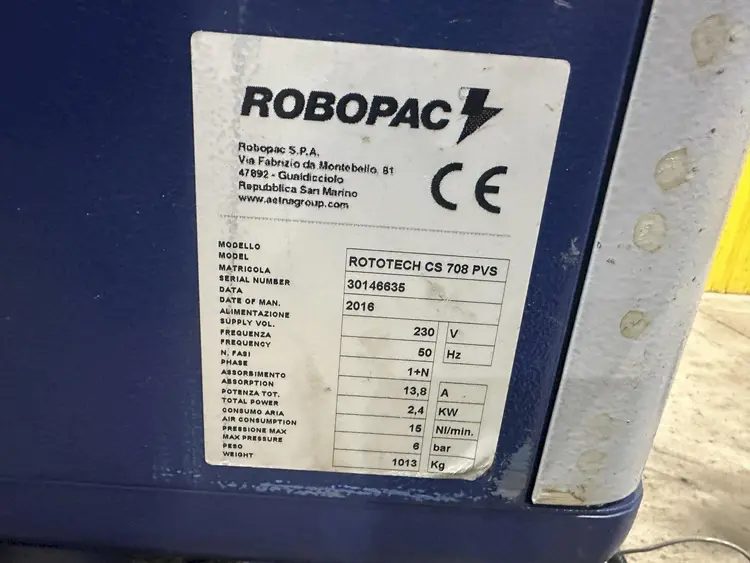 ROBOPAC
Robopac S.P.A.
Via Fabrizio da Montebello, 81
47892 - Gualdicciolo
Repubblica San Marino
www.aetnagroup.com
CE
MODELLO
MODEL
ROTOTECH CS 708 PVS
MATRICOLA
SERIAL NUMBER
30146635
DATA
DATE OF MAN.
2016
ALIMENTAZIONE
SUPPLY VOL.
230 V
FREQUENZA
FREQUENCY
50 Hz
N. FASI
PHASE
1+N
ASSORBIMENTO
ABSORPTION
13,8 A
POTENZA TOT.
TOTAL POWER
2,4 KW
CONSUMO ARIA
AIR CONSUMPTION
15 Nl/min.
PRESSIONE MAX
MAX PRESSURE
6 bar
PESO
WEIGHT
1013 Kg